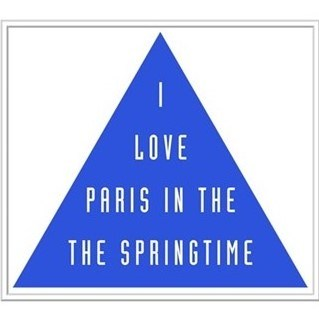 I
LOVE
PARIS IN THE
THE SPRINGTIME